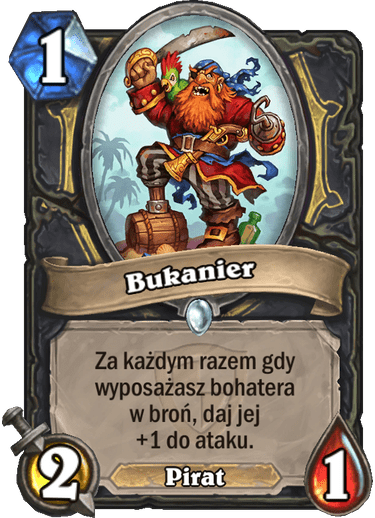 1
Bukanier
Za każdym razem gdy
wyposażasz bohatera
w broń, daj jej
+1 do ataku.
2
Pirat
1